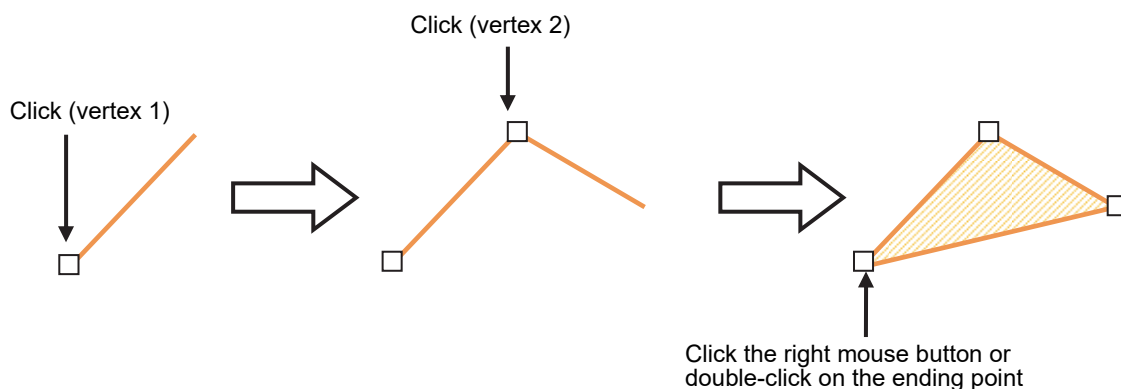 Click (vertex 2)
Click (vertex 1)
Click the right mouse button or
double-click on the ending point